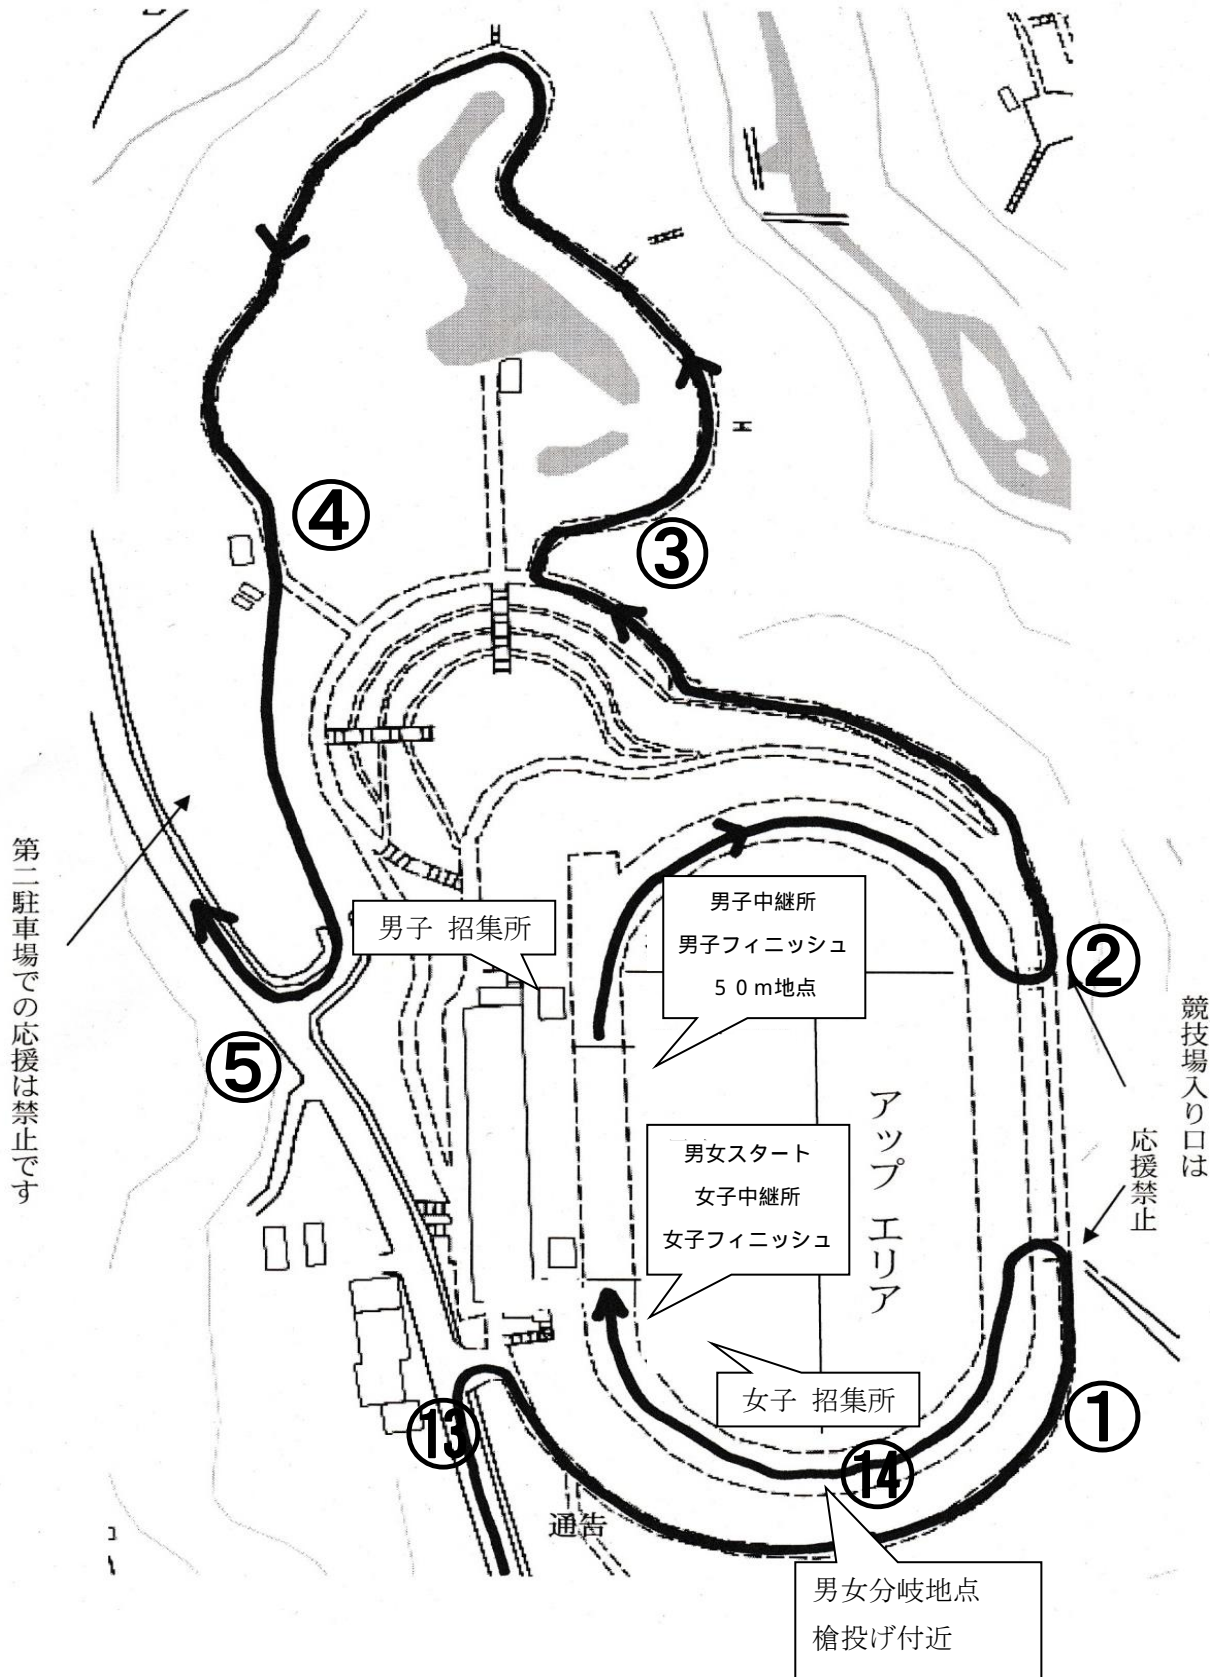 ④
③
第二駐車場での応援は禁止です
男子 招集所
男子中継所
男子フィニッシュ
５０ｍ地点
②
競技場入り口は
応援禁止
⑤
アップ エリア
男女スタート
女子中継所
女子フィニッシュ
女子 招集所
①
⑬
⑭
通告
男女分岐地点
槍投げ付近